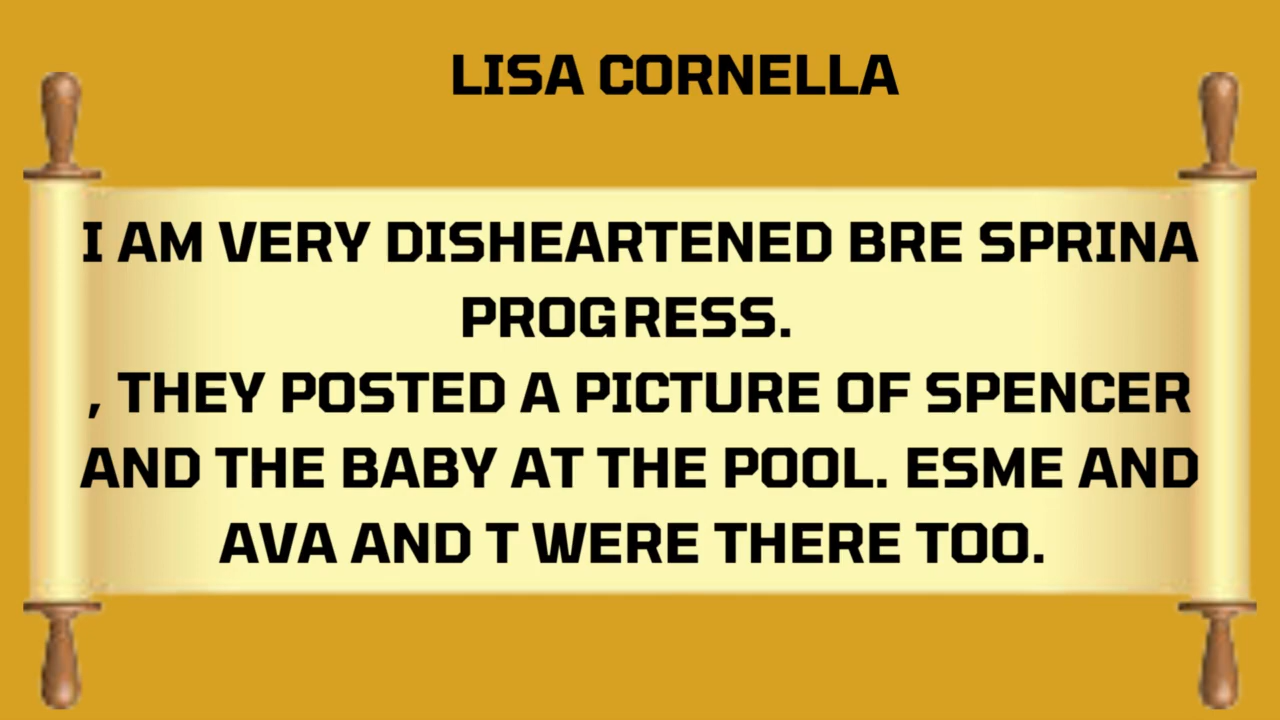 LISA CORNELLA
I AM VERY DISHEARTENED BRE SPRINA
PROGRESS.
, THEY POSTED A PICTURE OF SPENCER
AND THE BABY AT THE POOL. ESME AND
AVA AND T WERE THERE TOO.